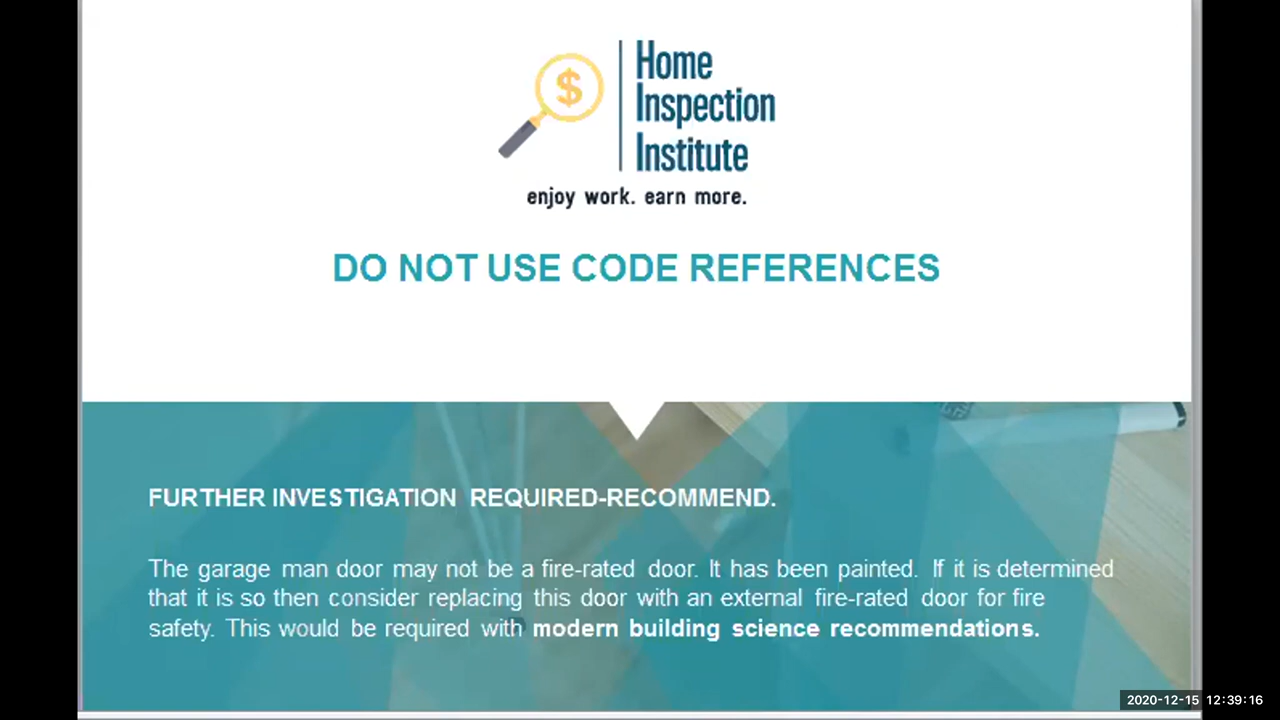 $
Home
Inspection
Institute
enjoy work. earn more.
DO NOT USE CODE REFERENCES
FURTHER INVESTIGATION REQUIRED-RECOMMEND.
The garage man door may not be a fire-rated door. It has been painted. If it is determined
that it is so then consider replacing this door with an external fire-rated door for fire
safety. This would be required with modern building science recommendations.
2020-12-15 12:39:16